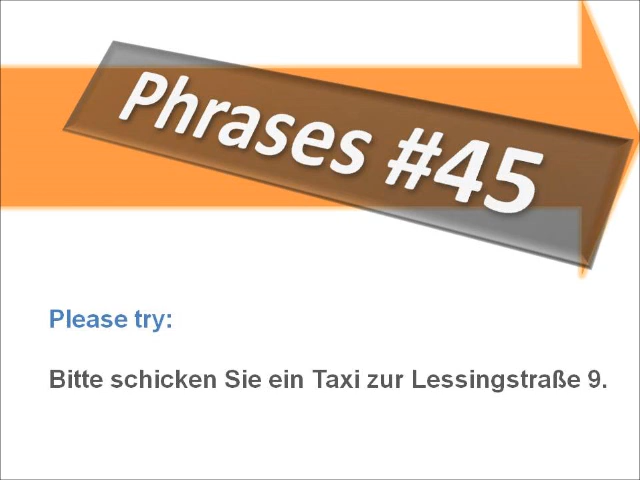 Phrases #45
Please try:
Bitte schicken Sie ein Taxi zur Lessingstraße 9.